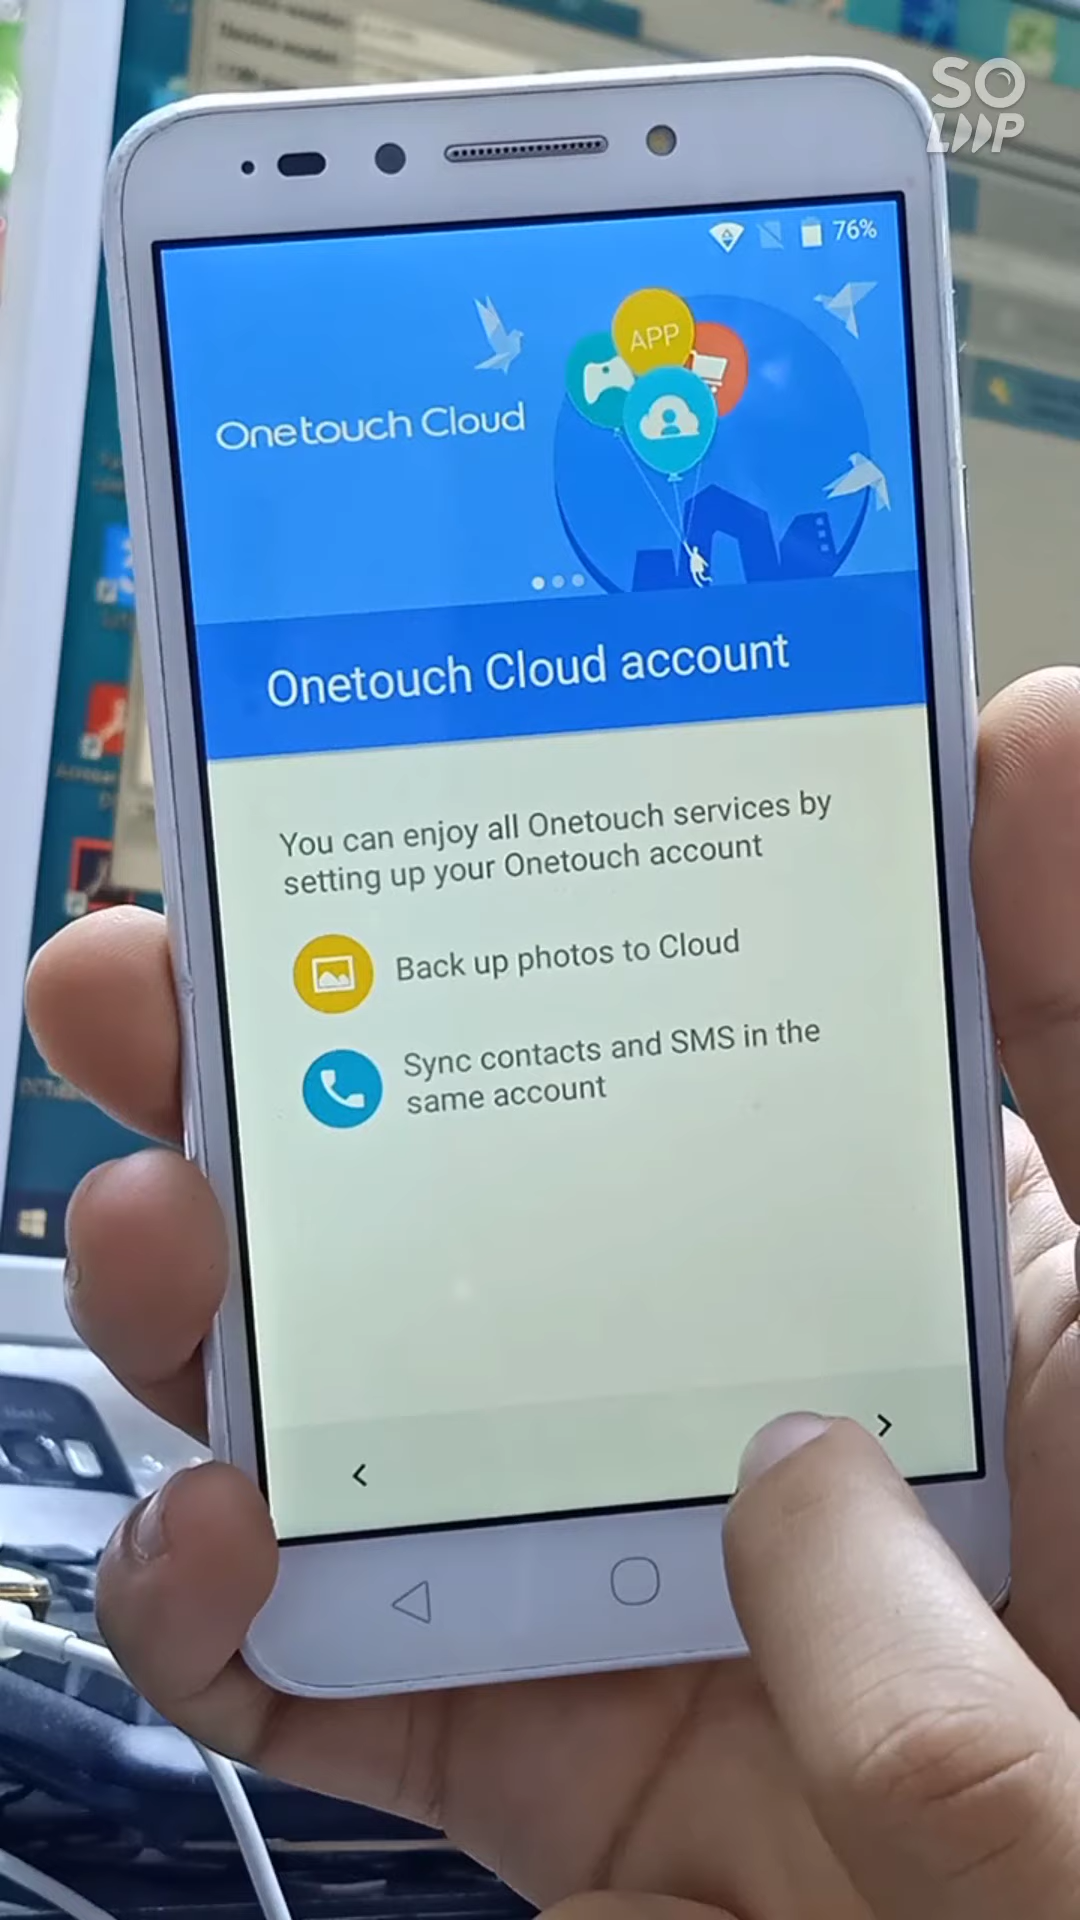 SO
LOOP
76%
APP
Onetouch Cloud
Onetouch Cloud account
You can enjoy all Onetouch services by
setting up your Onetouch account
Back up photos to Cloud
Sync contacts and SMS in the
same account